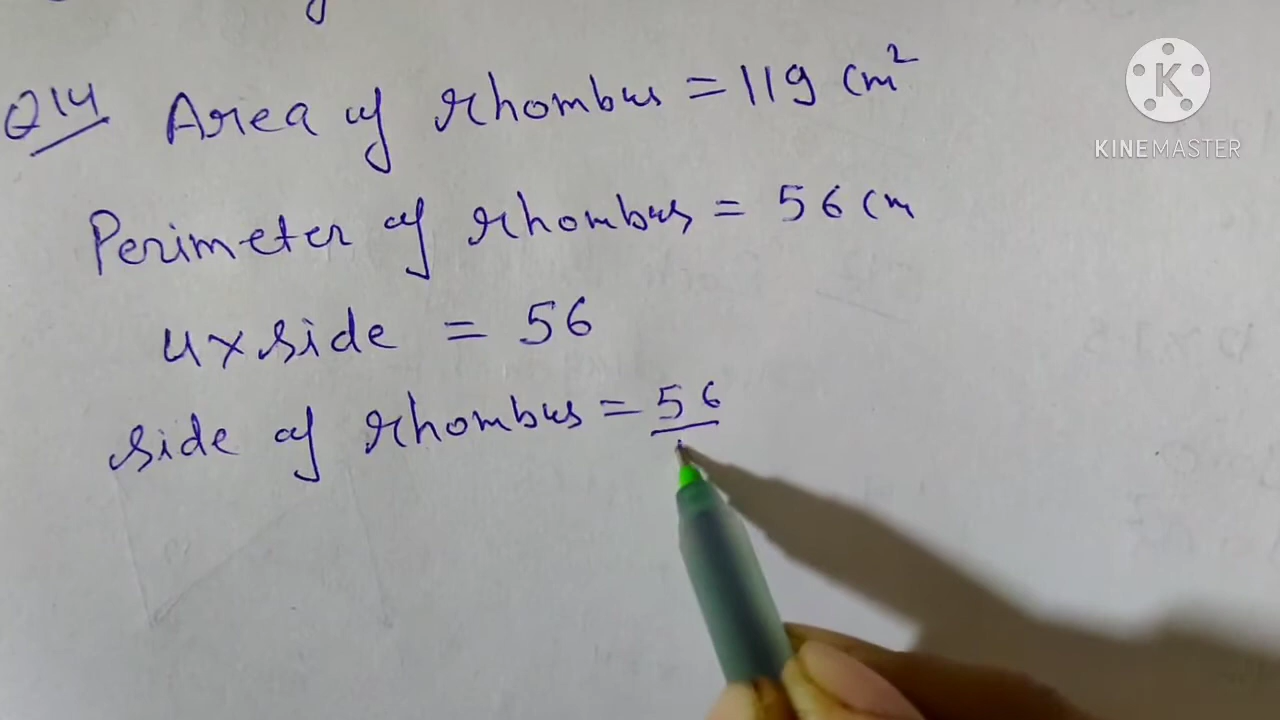 Q14 Area of rhombus = 119 cm²
Perimeter of rhombus = 56 cm
4 x side = 56
side of rhombus = 56
K
KINEMASTER